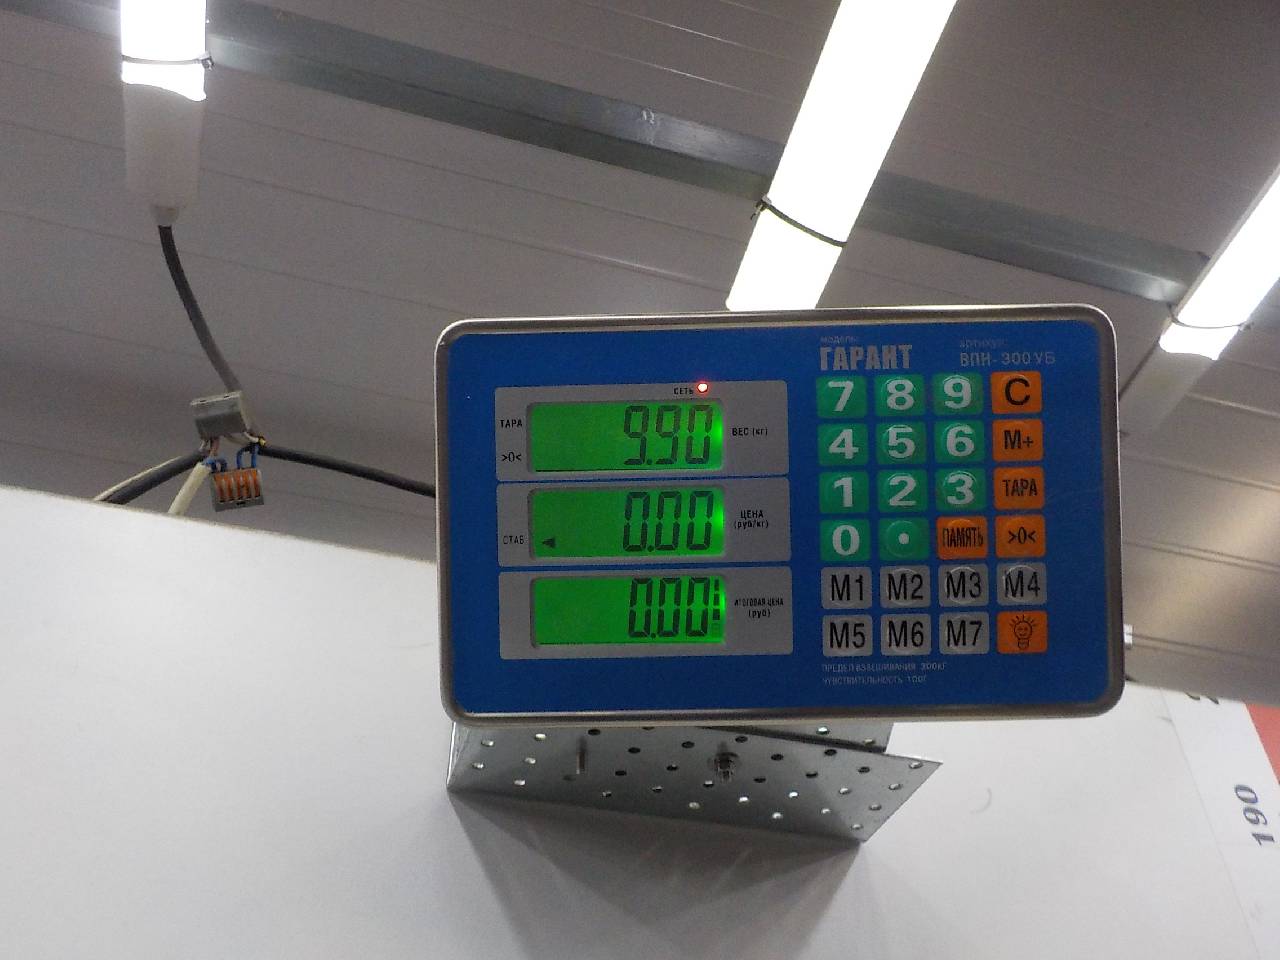 модель:
ГАРАНТ
артикул:
ВПН-300УБ
СЕТЬ
ТАРА
>0<
9.90
ВЕС (кг)
СТАБ
0.00
ЦЕНА
(руб/кг)
0.00
ИТОГОВАЯ ЦЕНА
(руб)
7 8 9 C
4 5 6 M+
1 2 3 ТАРА
0 • ПАМЯТЬ >0<
M1 M2 M3 M4
M5 M6 M7
ПРЕДЕЛ ВЗВЕШИВАНИЯ 300КГ
ЧУВСТВИТЕЛЬНОСТЬ 100Г
190